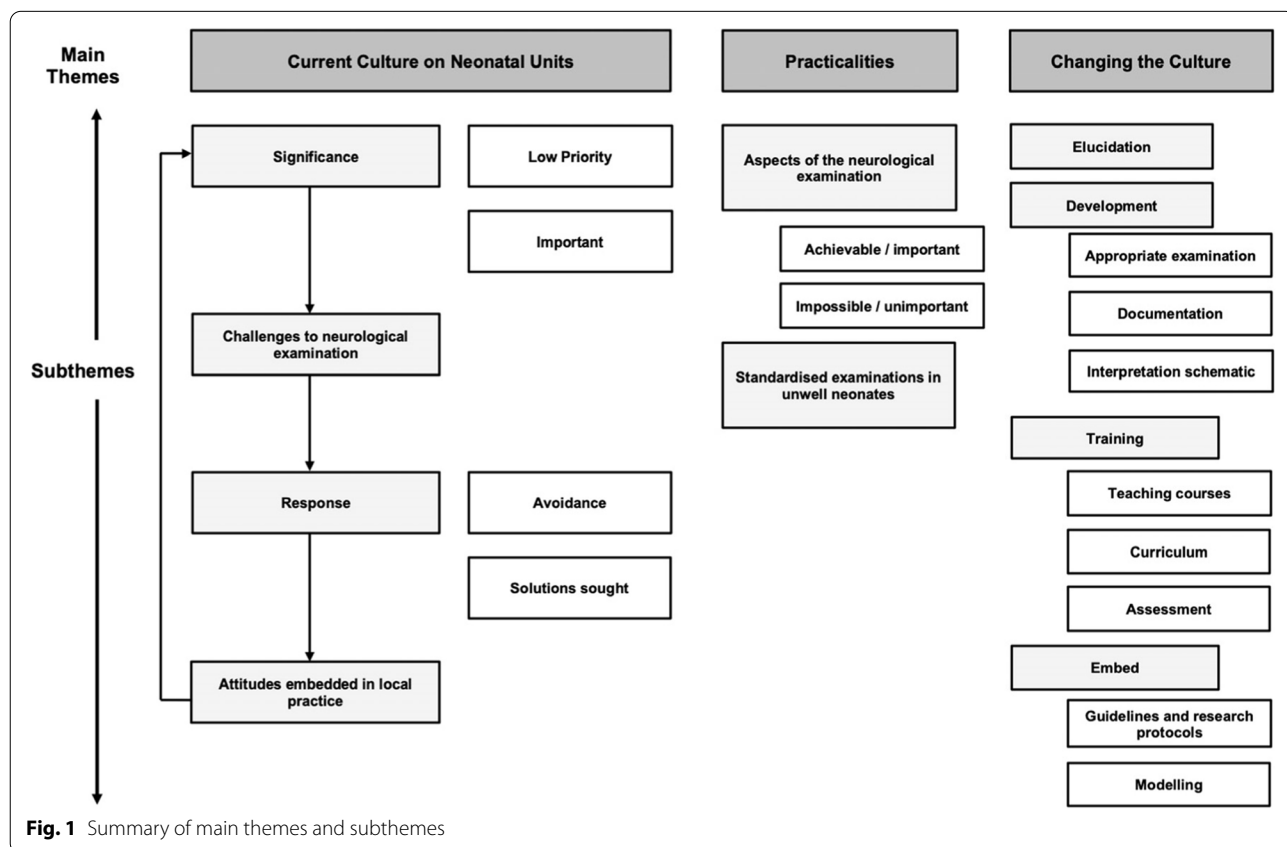 Main
Themes
Current Culture on Neonatal Units
Practicalities
Changing the Culture
Subthemes
Significance
Low Priority
Important
Challenges to neurological
examination
Response
Avoidance
Solutions sought
Attitudes embedded in local
practice
Aspects of the neurological
examination
Achievable / important
Impossible / unimportant
Standardised examinations in
unwell neonates
Elucidation
Development
Appropriate examination
Documentation
Interpretation schematic
Training
Teaching courses
Curriculum
Assessment
Embed
Guidelines and research
protocols
Modelling
Fig. 1 Summary of main themes and subthemes